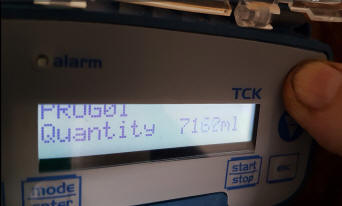 alarm
TCK
PROG01
Quantity 7162ml
start
stop
esc
mode
enter